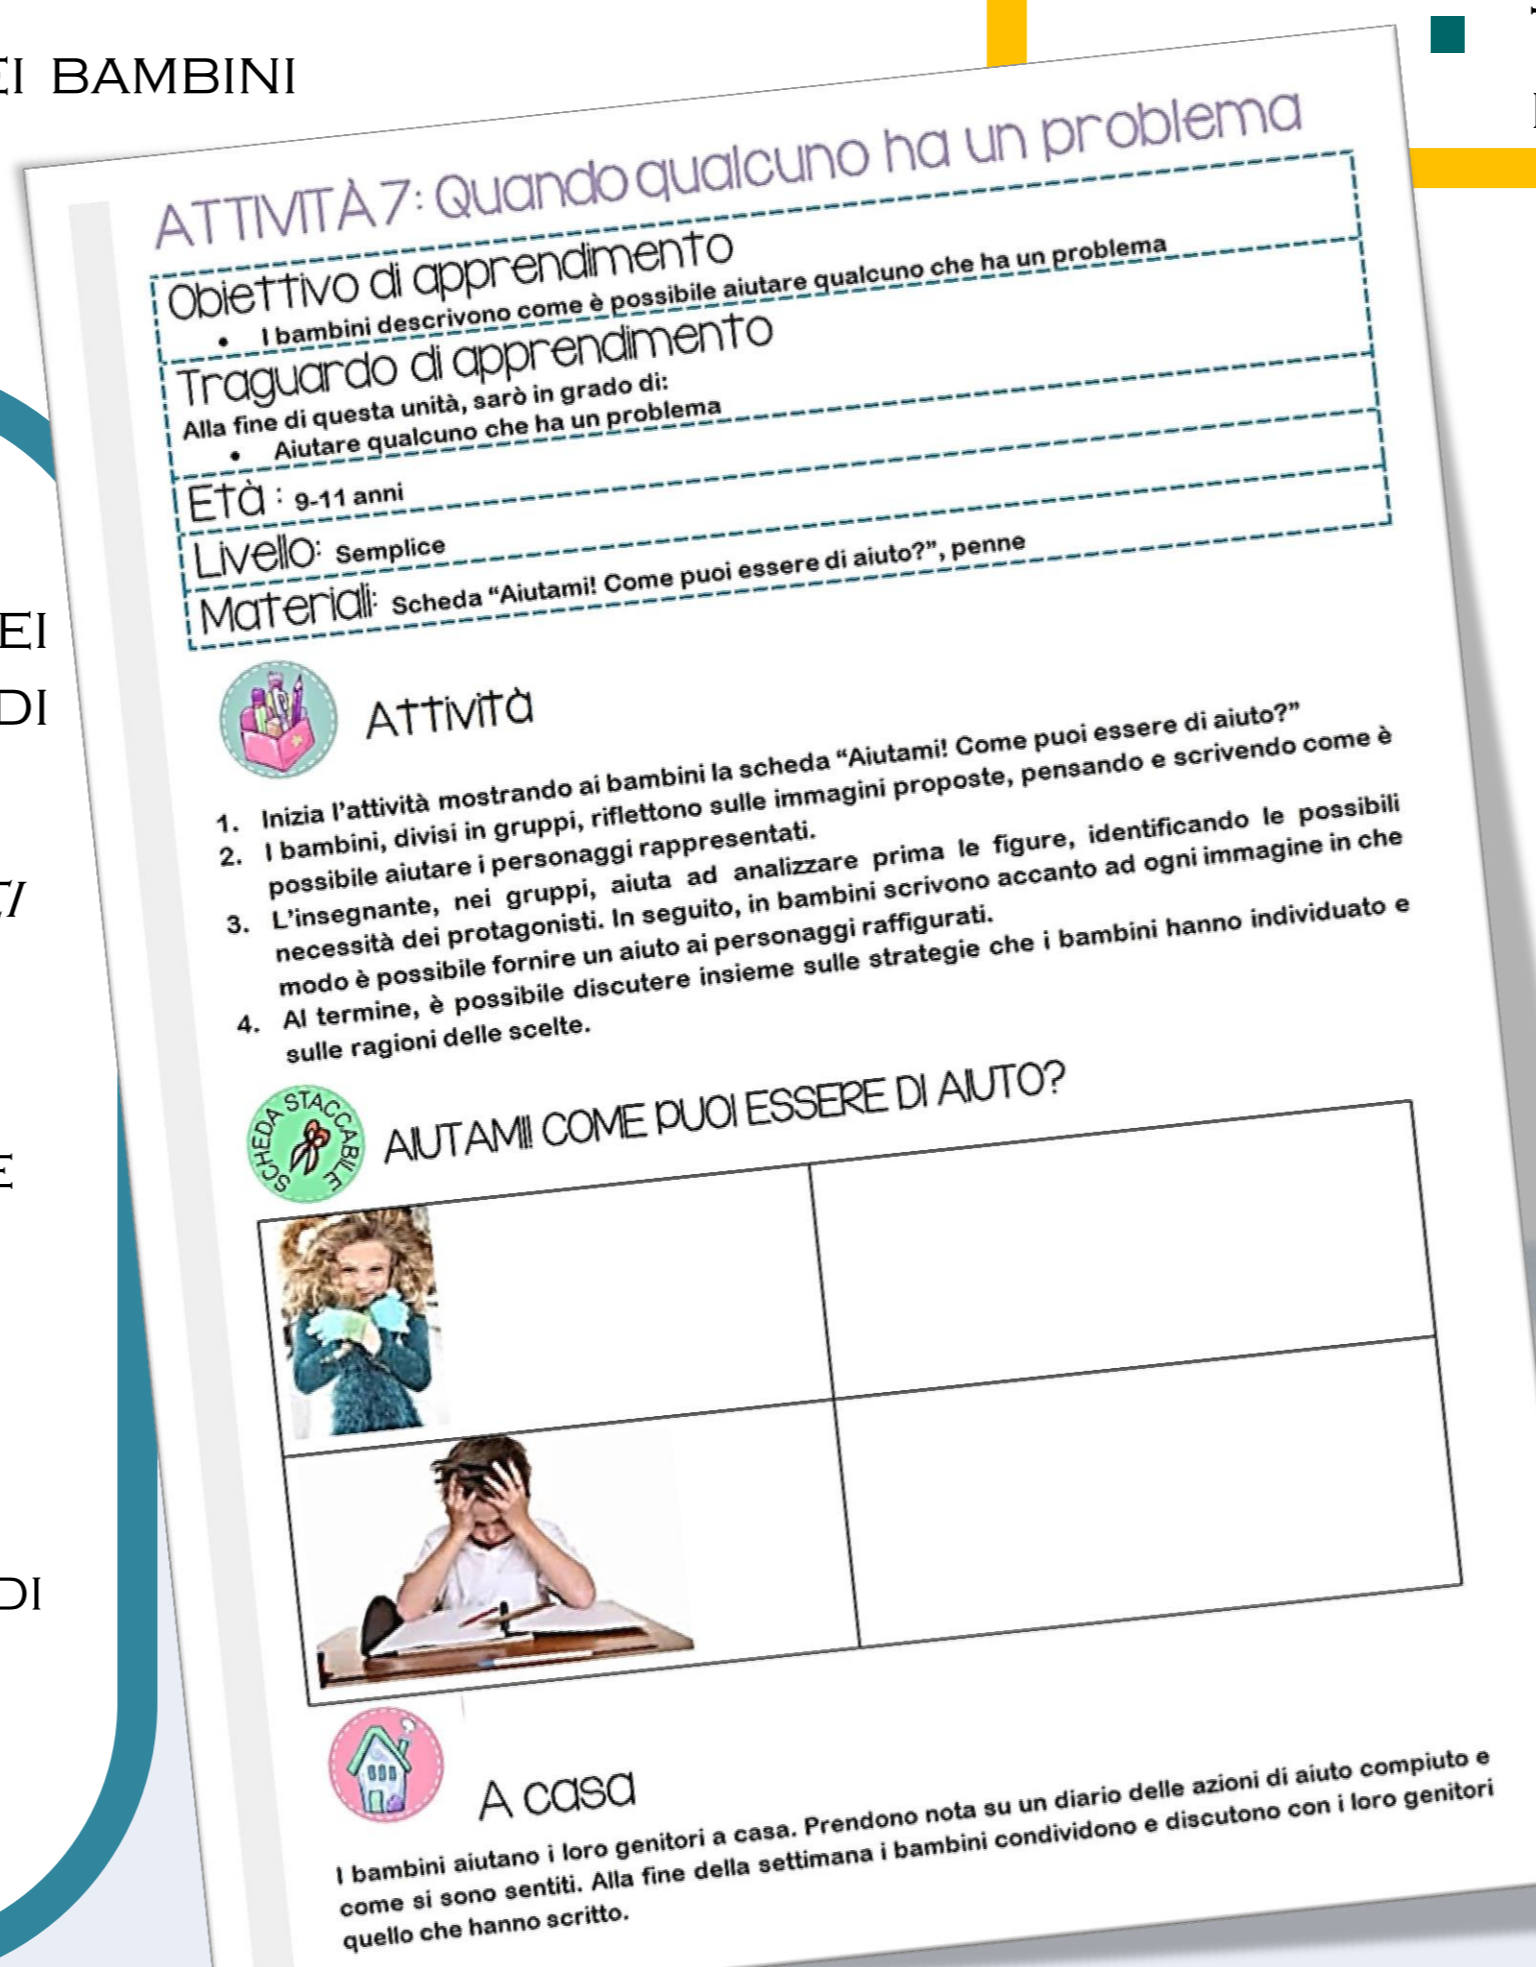 EI BAMBINI
EI
DI
E
DI
ATTIVITÀ 7: Quando qualcuno ha un problema
Obiettivo di apprendimento
• I bambini descrivono come è possibile aiutare qualcuno che ha un problema
Traguardo di apprendimento
Alla fine di questa unità, sarò in grado di:
• Aiutare qualcuno che ha un problema
Età : 9-11 anni
Livello: Semplice
Materiali: Scheda “Aiutami! Come puoi essere di aiuto?”, penne
Attività
1. Inizia l’attività mostrando ai bambini la scheda “Aiutami! Come puoi essere di aiuto?”
2. I bambini, divisi in gruppi, riflettono sulle immagini proposte, pensando e scrivendo come è
possibile aiutare i personaggi rappresentati.
3. L’insegnante, nei gruppi, aiuta ad analizzare prima le figure, identificando le possibili
necessità dei protagonisti. In seguito, in bambini scrivono accanto ad ogni immagine in che
modo è possibile fornire un aiuto ai personaggi raffigurati.
4. Al termine, è possibile discutere insieme sulle strategie che i bambini hanno individuato e
sulle ragioni delle scelte.
SCHEDA STACCABILE
AIUTAMI! COME PUOI ESSERE DI AIUTO?
A casa
I bambini aiutano i loro genitori a casa. Prendono nota su un diario delle azioni di aiuto compiuto e
come si sono sentiti. Alla fine della settimana i bambini condividono e discutono con i loro genitori
quello che hanno scritto.